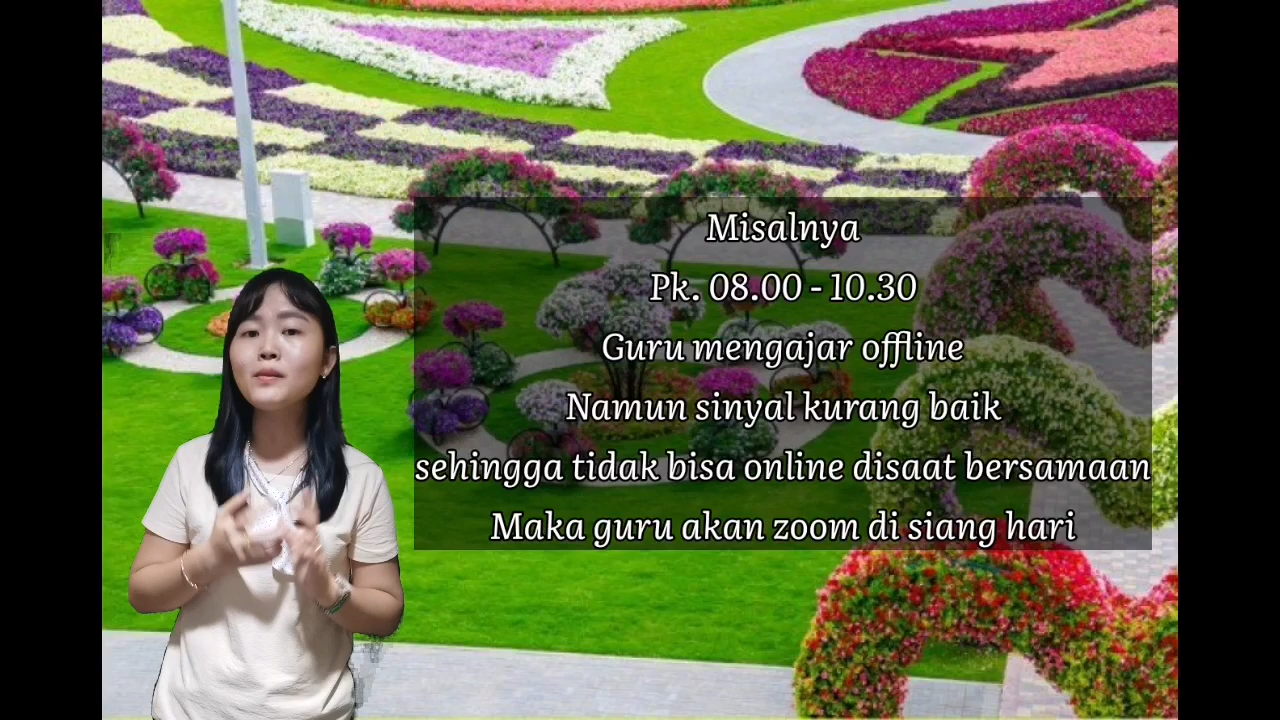 Misalnya
Pk. 08.00 - 10.30
Guru mengajar offline
Namun sinyal kurang baik
sehingga tidak bisa online disaat bersamaan
Maka guru akan zoom di siang hari